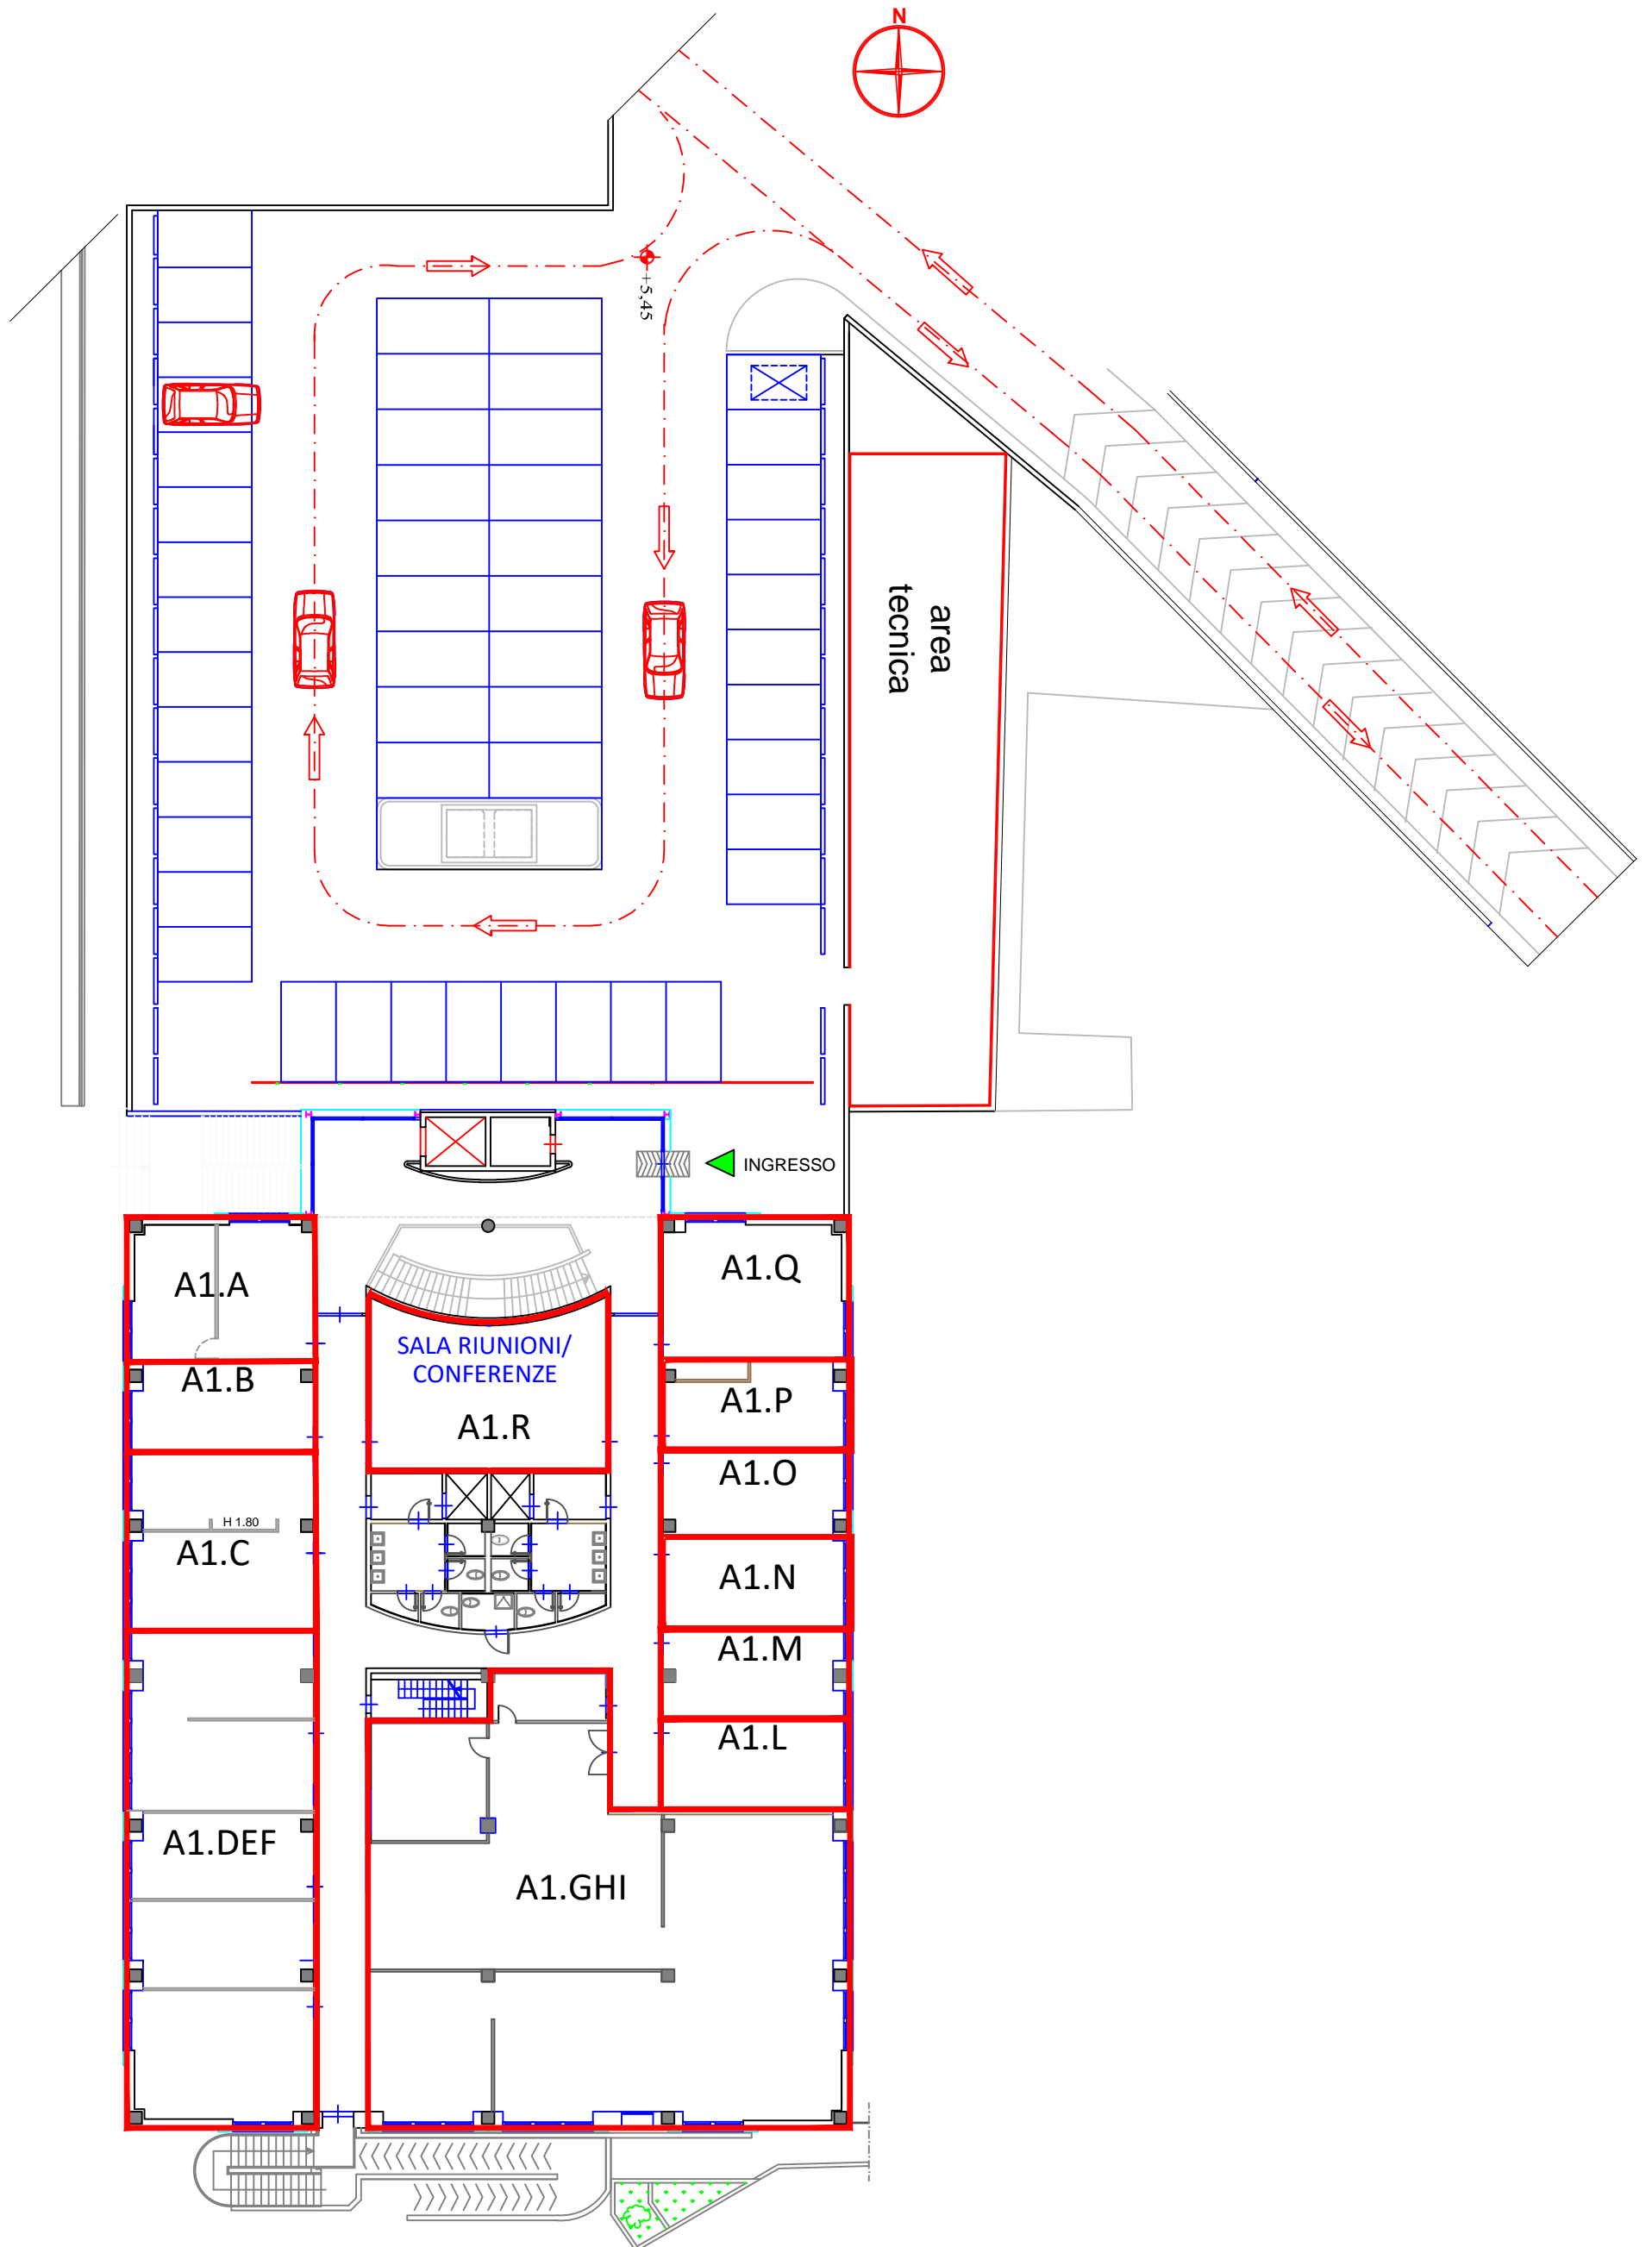 N
+5,45
area
tecnica
INGRESSO
A1.A
A1.Q
SALA RIUNIONI/
CONFERENZE
A1.B
A1.P
A1.R
A1.O
H 1.80
A1.C
A1.N
A1.M
A1.L
A1.DEF
A1.GHI